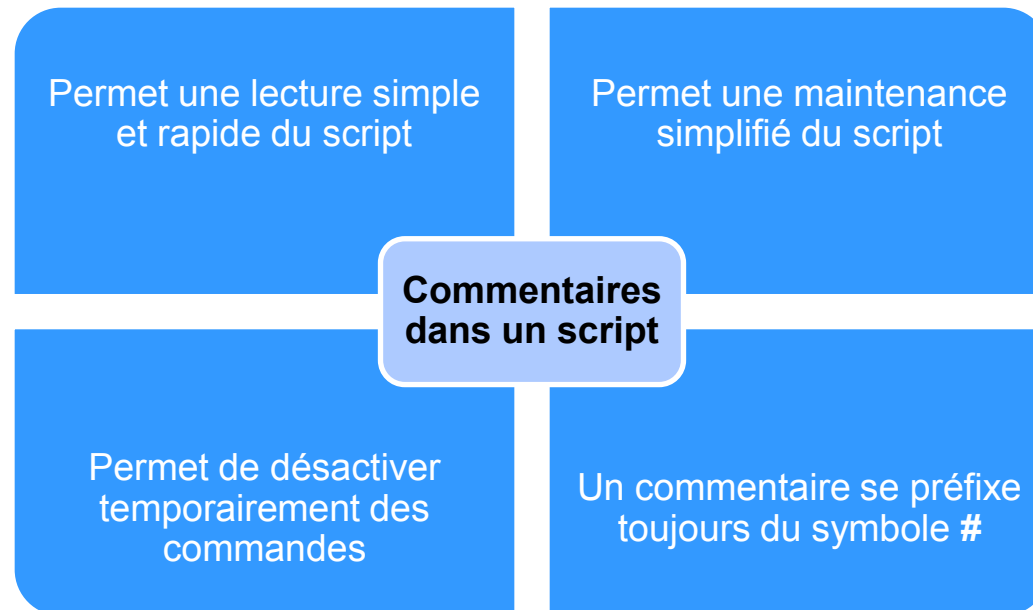 Permet une lecture simple
et rapide du script
Permet une maintenance
simplifié du script
Commentaires
dans un script
Permet de désactiver
temporairement des
commandes
Un commentaire se préfixe
toujours du symbole #